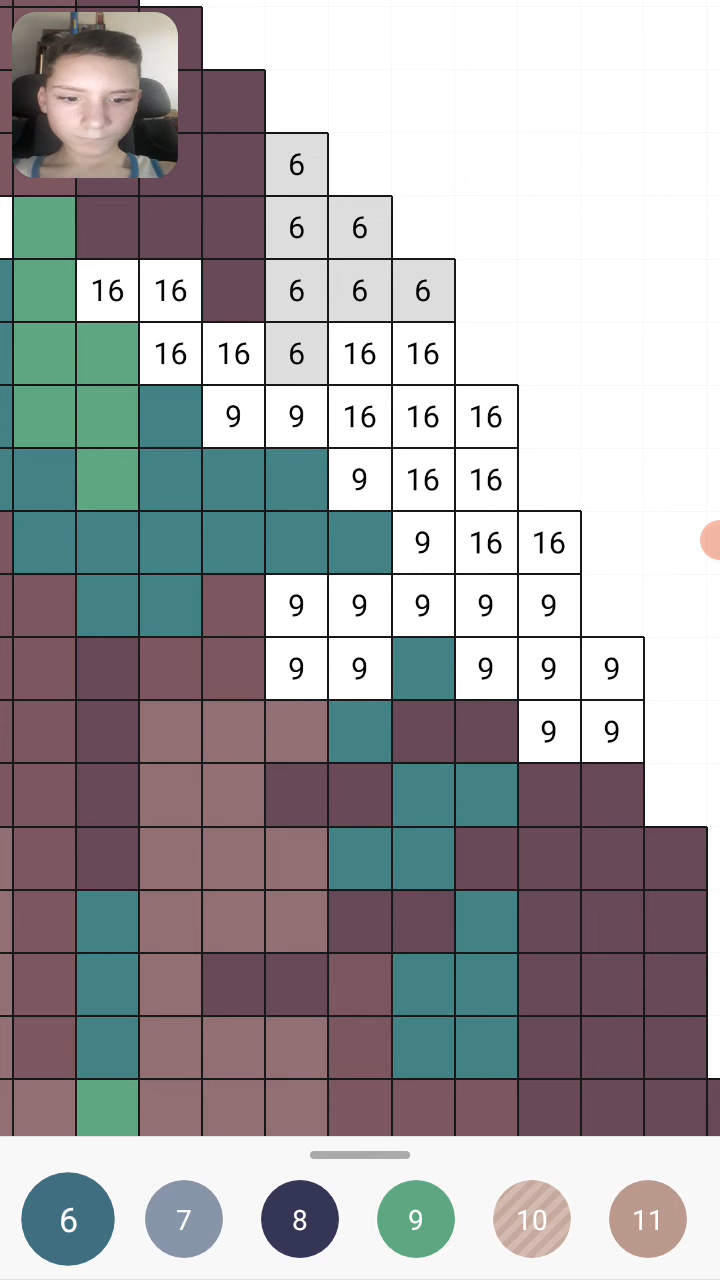 6
6 6
16 16 6 6 6
16 16 6 16 16
9 9 16 16 16
9 16 16
9 16 16
9 9 9 9 9
9 9 9 9 9
9 9
6 7 8 9 10 11